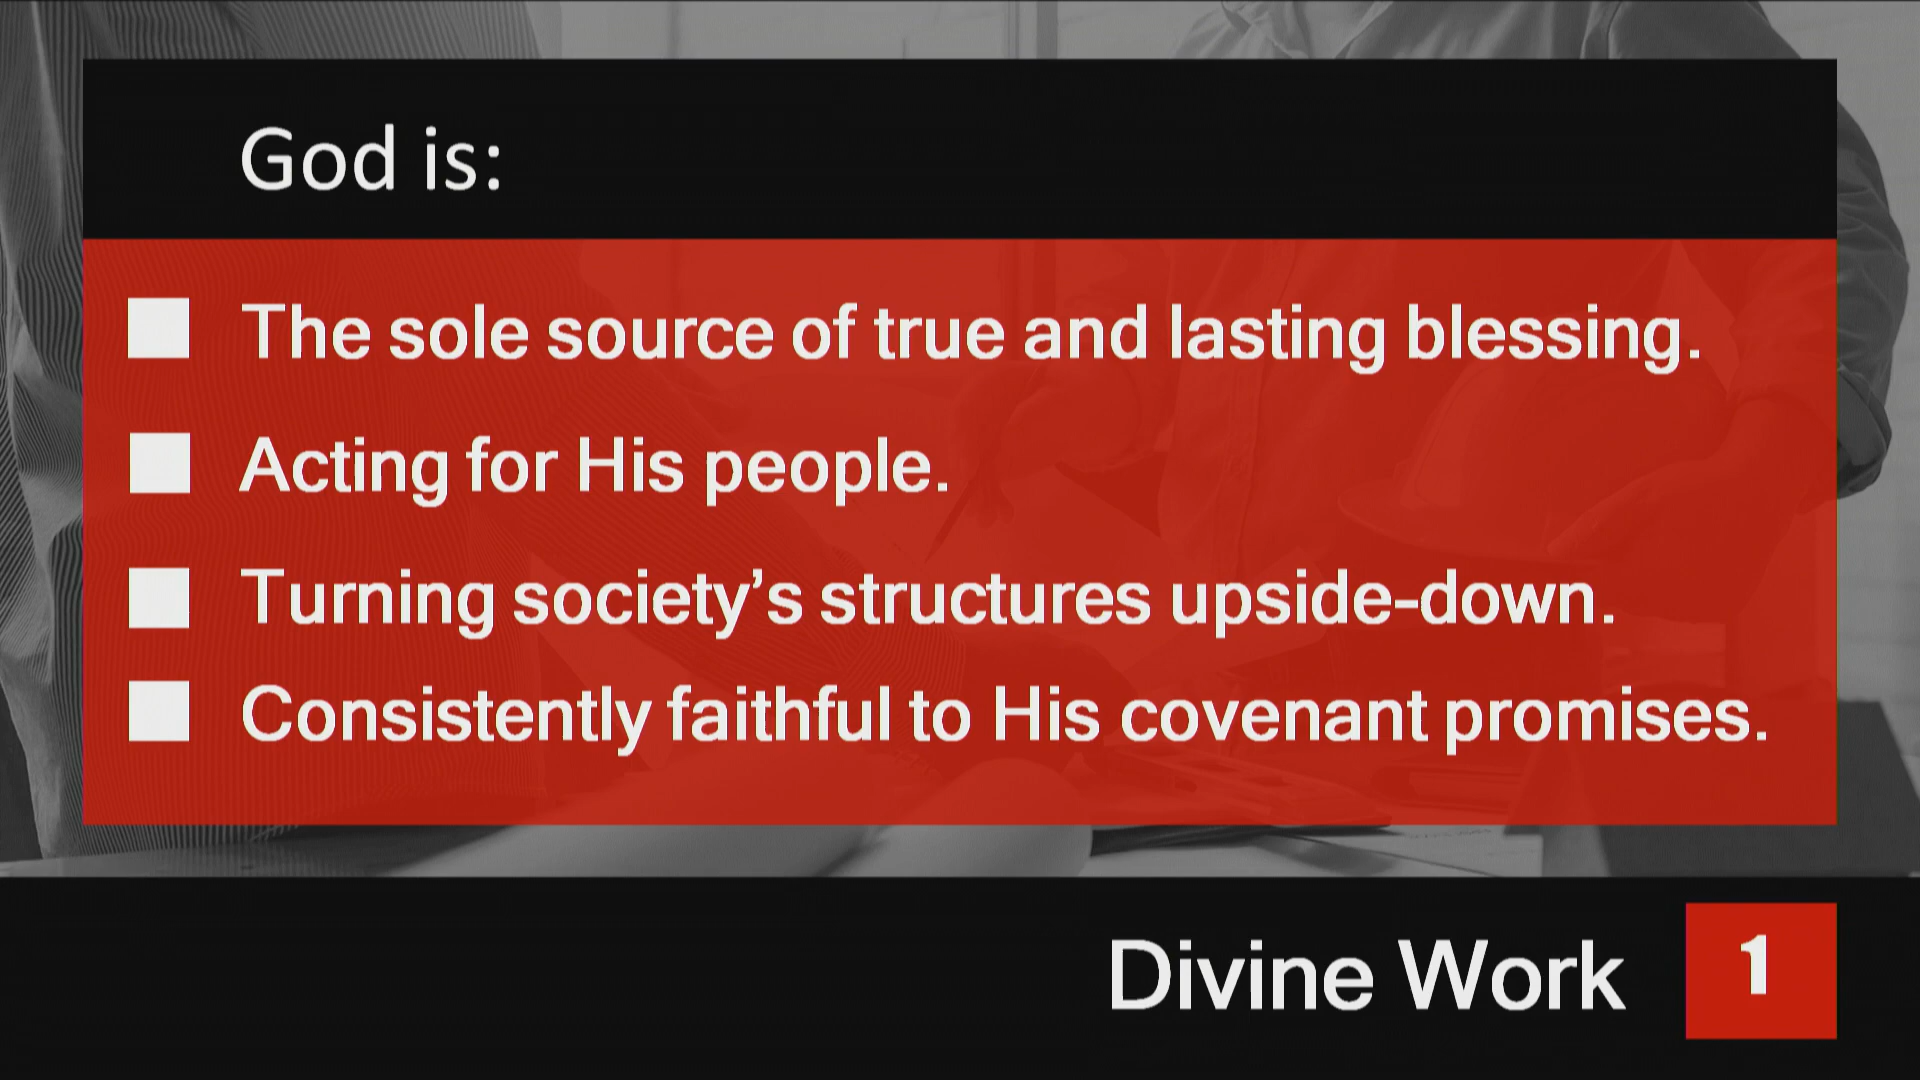 God is:
The sole source of true and lasting blessing.
Acting for His people.
Turning society’s structures upside-down.
Consistently faithful to His covenant promises.
Divine Work
1